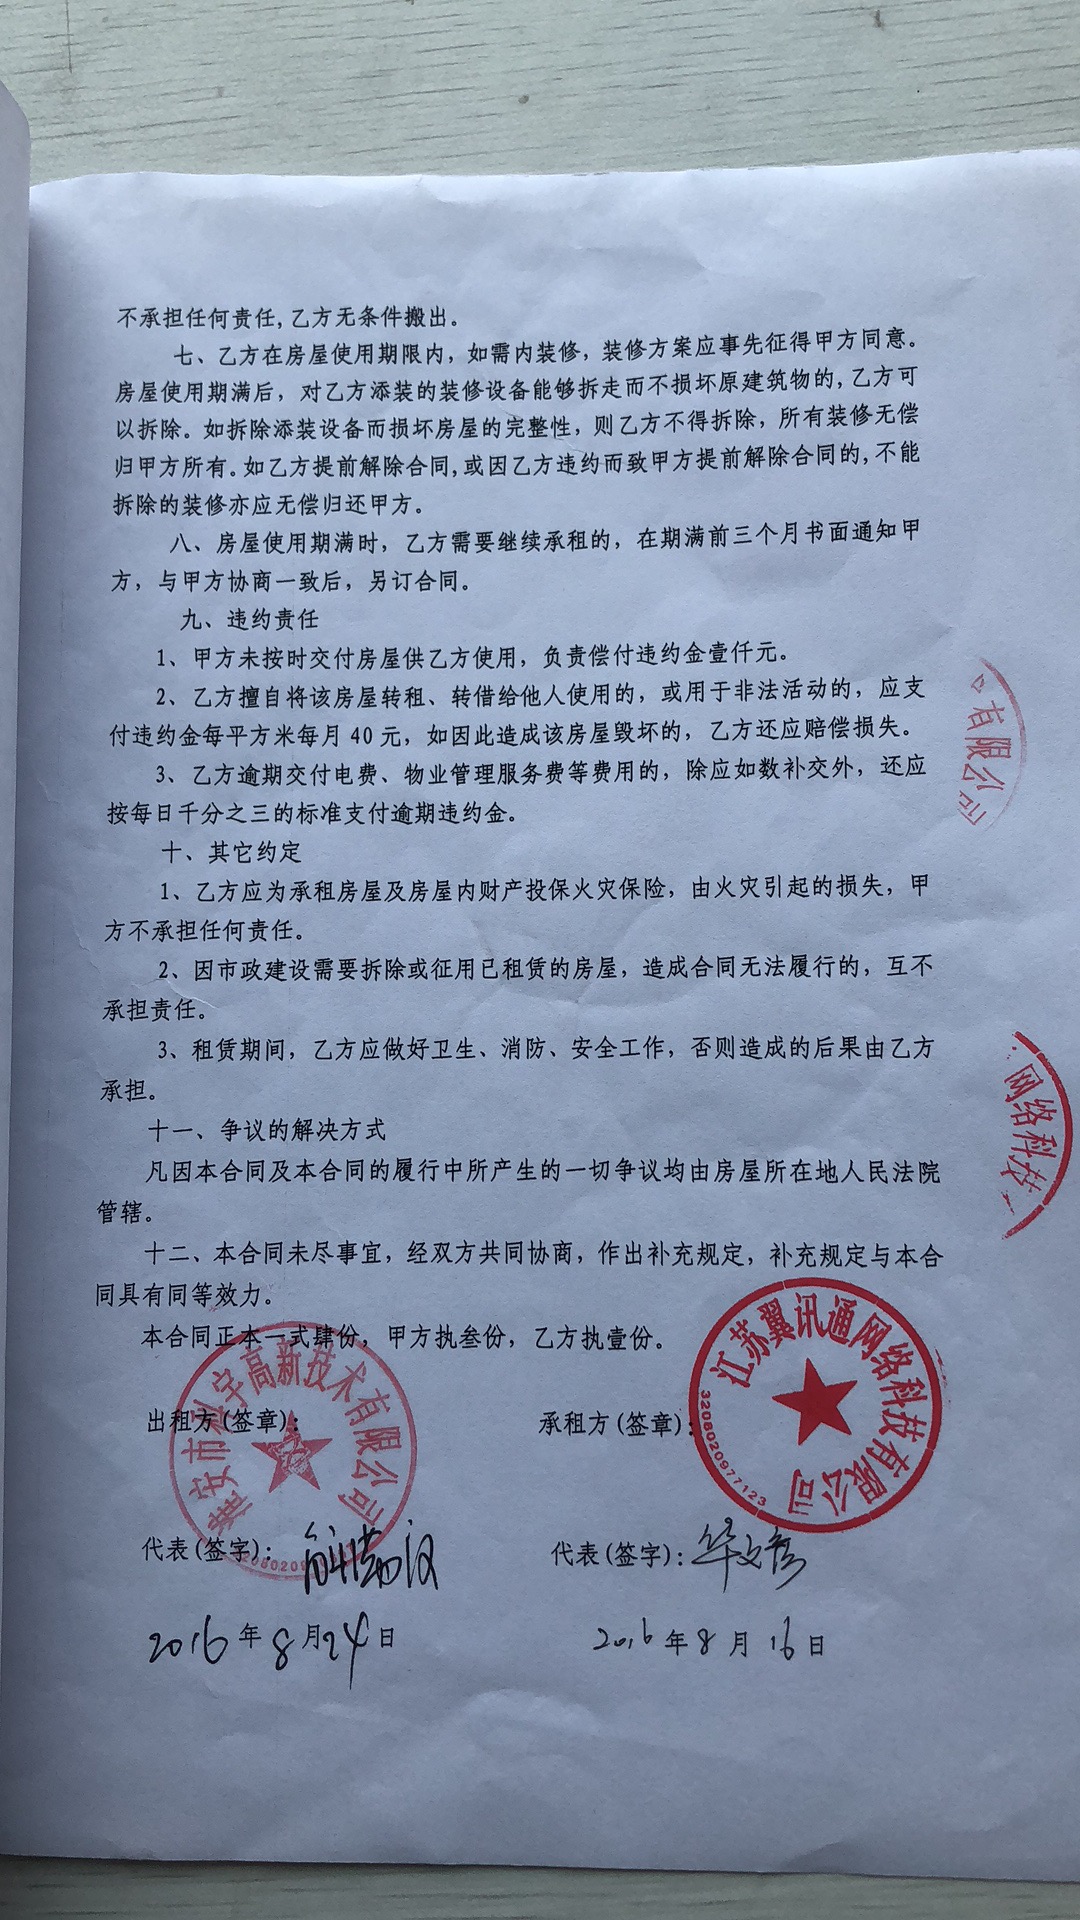 不承担任何责任，乙方无条件搬出。
七、乙方在房屋使用期限内，如需内装修，装修方案应事先征得甲方同意。
房屋使用期满后，对乙方添装的装修设备能够拆走而不损坏原建筑物的，乙方可
以拆除。如拆除添装设备而损坏房屋的完整性，则乙方不得拆除，所有装修无偿
归甲方所有。如乙方提前解除合同，或因乙方违约而致甲方提前解除合同的，不能
拆除的装修亦应无偿归还甲方。
八、房屋使用期满时，乙方需要继续承租的，在期满前三个月书面通知甲
方，与甲方协商一致后，另订合同。
九、违约责任
1、甲方未按时交付房屋供乙方使用，负责偿付违约金壹仟元。
2、乙方擅自将该房屋转租、转借给他人使用的，或用于非法活动的，应支
付违约金每平方米每月40元，如因此造成该房屋毁坏的，乙方还应赔偿损失。
3、乙方逾期交付电费、物业管理服务费等费用的，除应如数补交外，还应
按每日千分之三的标准支付逾期违约金。
十、其它约定
1、乙方应为承租房屋及房屋内财产投保火灾保险，由火灾引起的损失，甲
方不承担任何责任。
2、因市政建设需要拆除或征用已租赁的房屋，造成合同无法履行的，互不
承担责任。
3、租赁期间，乙方应做好卫生、消防、安全工作，否则造成的后果由乙方
承担。
十一、争议的解决方式
凡因本合同及本合同的履行中所产生的一切争议均由房屋所在地人民法院
管辖。
十二、本合同未尽事宜，经双方共同协商，作出补充规定，补充规定与本合
同具有同等效力。
本合同正本一式肆份，甲方执叁份，乙方执壹份。
出租方(签章)： 承租方(签章)：
淮安市 宇高新技术有限公司
江苏翼讯通网络科技有限公司
3208020977123
代表(签字)： 代表(签字)：华文彦
2016年8月24日 2016年8月16日
有限公司
网络科技